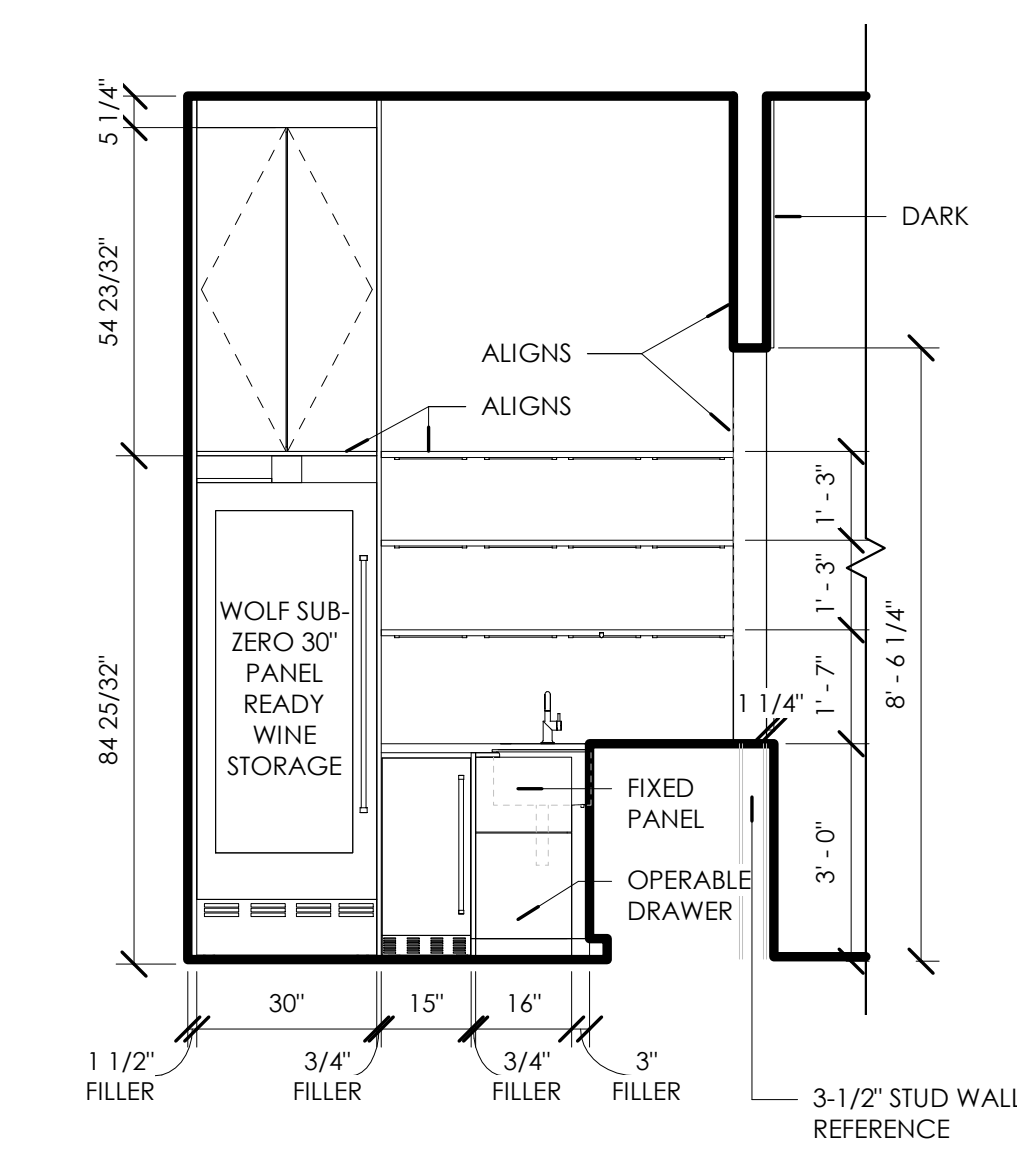 5 1/4"
DARK
54 23/32"
ALIGNS
ALIGNS
1' - 3"
1' - 3"
8' - 6 1/4"
WOLF SUB-
ZERO 30"
PANEL
READY
WINE
STORAGE
84 25/32"
1' - 7"
1 1/4"
FIXED
PANEL
3' - 0"
OPERABLE
DRAWER
30"
15"
16"
1 1/2"
FILLER
3/4"
FILLER
3/4"
FILLER
3"
FILLER
3-1/2" STUD WALL
REFERENCE